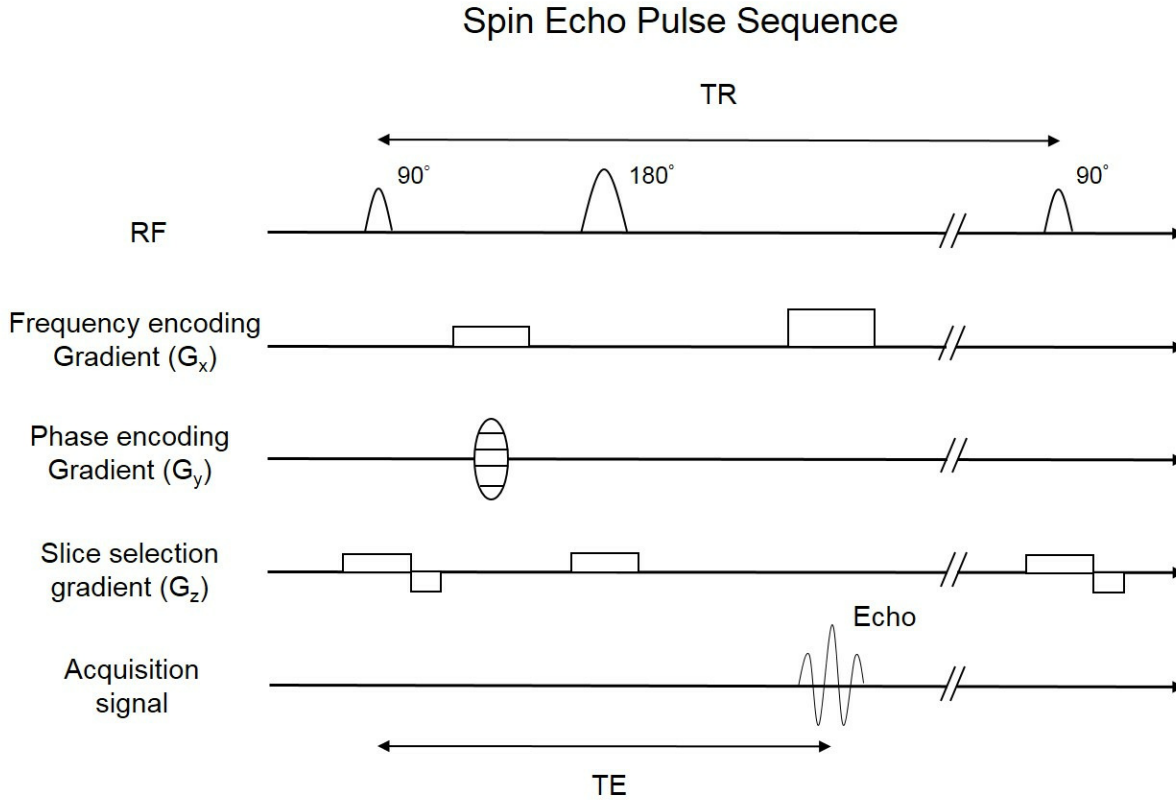 Spin Echo Pulse Sequence
TR
90°
180°
90°
RF
Frequency encoding
Gradient (Gx)
Phase encoding
Gradient (Gy)
Slice selection
gradient (Gz)
Echo
Acquisition
signal
TE